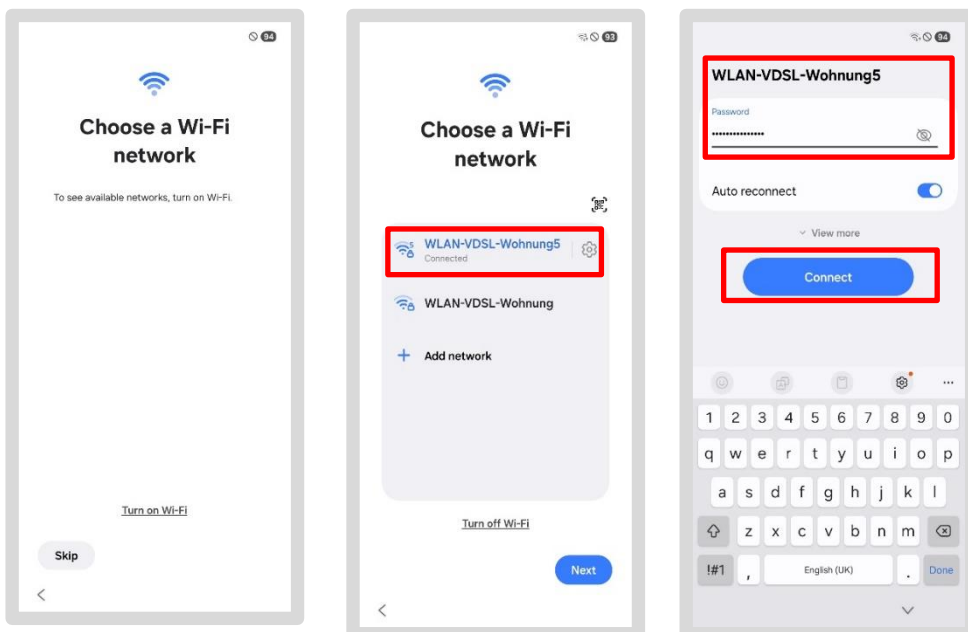 94
Choose a Wi-Fi
network
To see available networks, turn on Wi-Fi.
Turn on Wi-Fi
Skip
93
Choose a Wi-Fi
network
WLAN-VDSL-Wohnung5
Connected
WLAN-VDSL-Wohnung
Add network
Turn off Wi-Fi
Next
94
WLAN-VDSL-Wohnung5
Password
•••••••••••••••
Auto reconnect
View more
Connect
1 2 3 4 5 6 7 8 9 0
q w e r t y u i o p
a s d f g h j k l
z x c v b n m
!#1 , English (UK) . Done